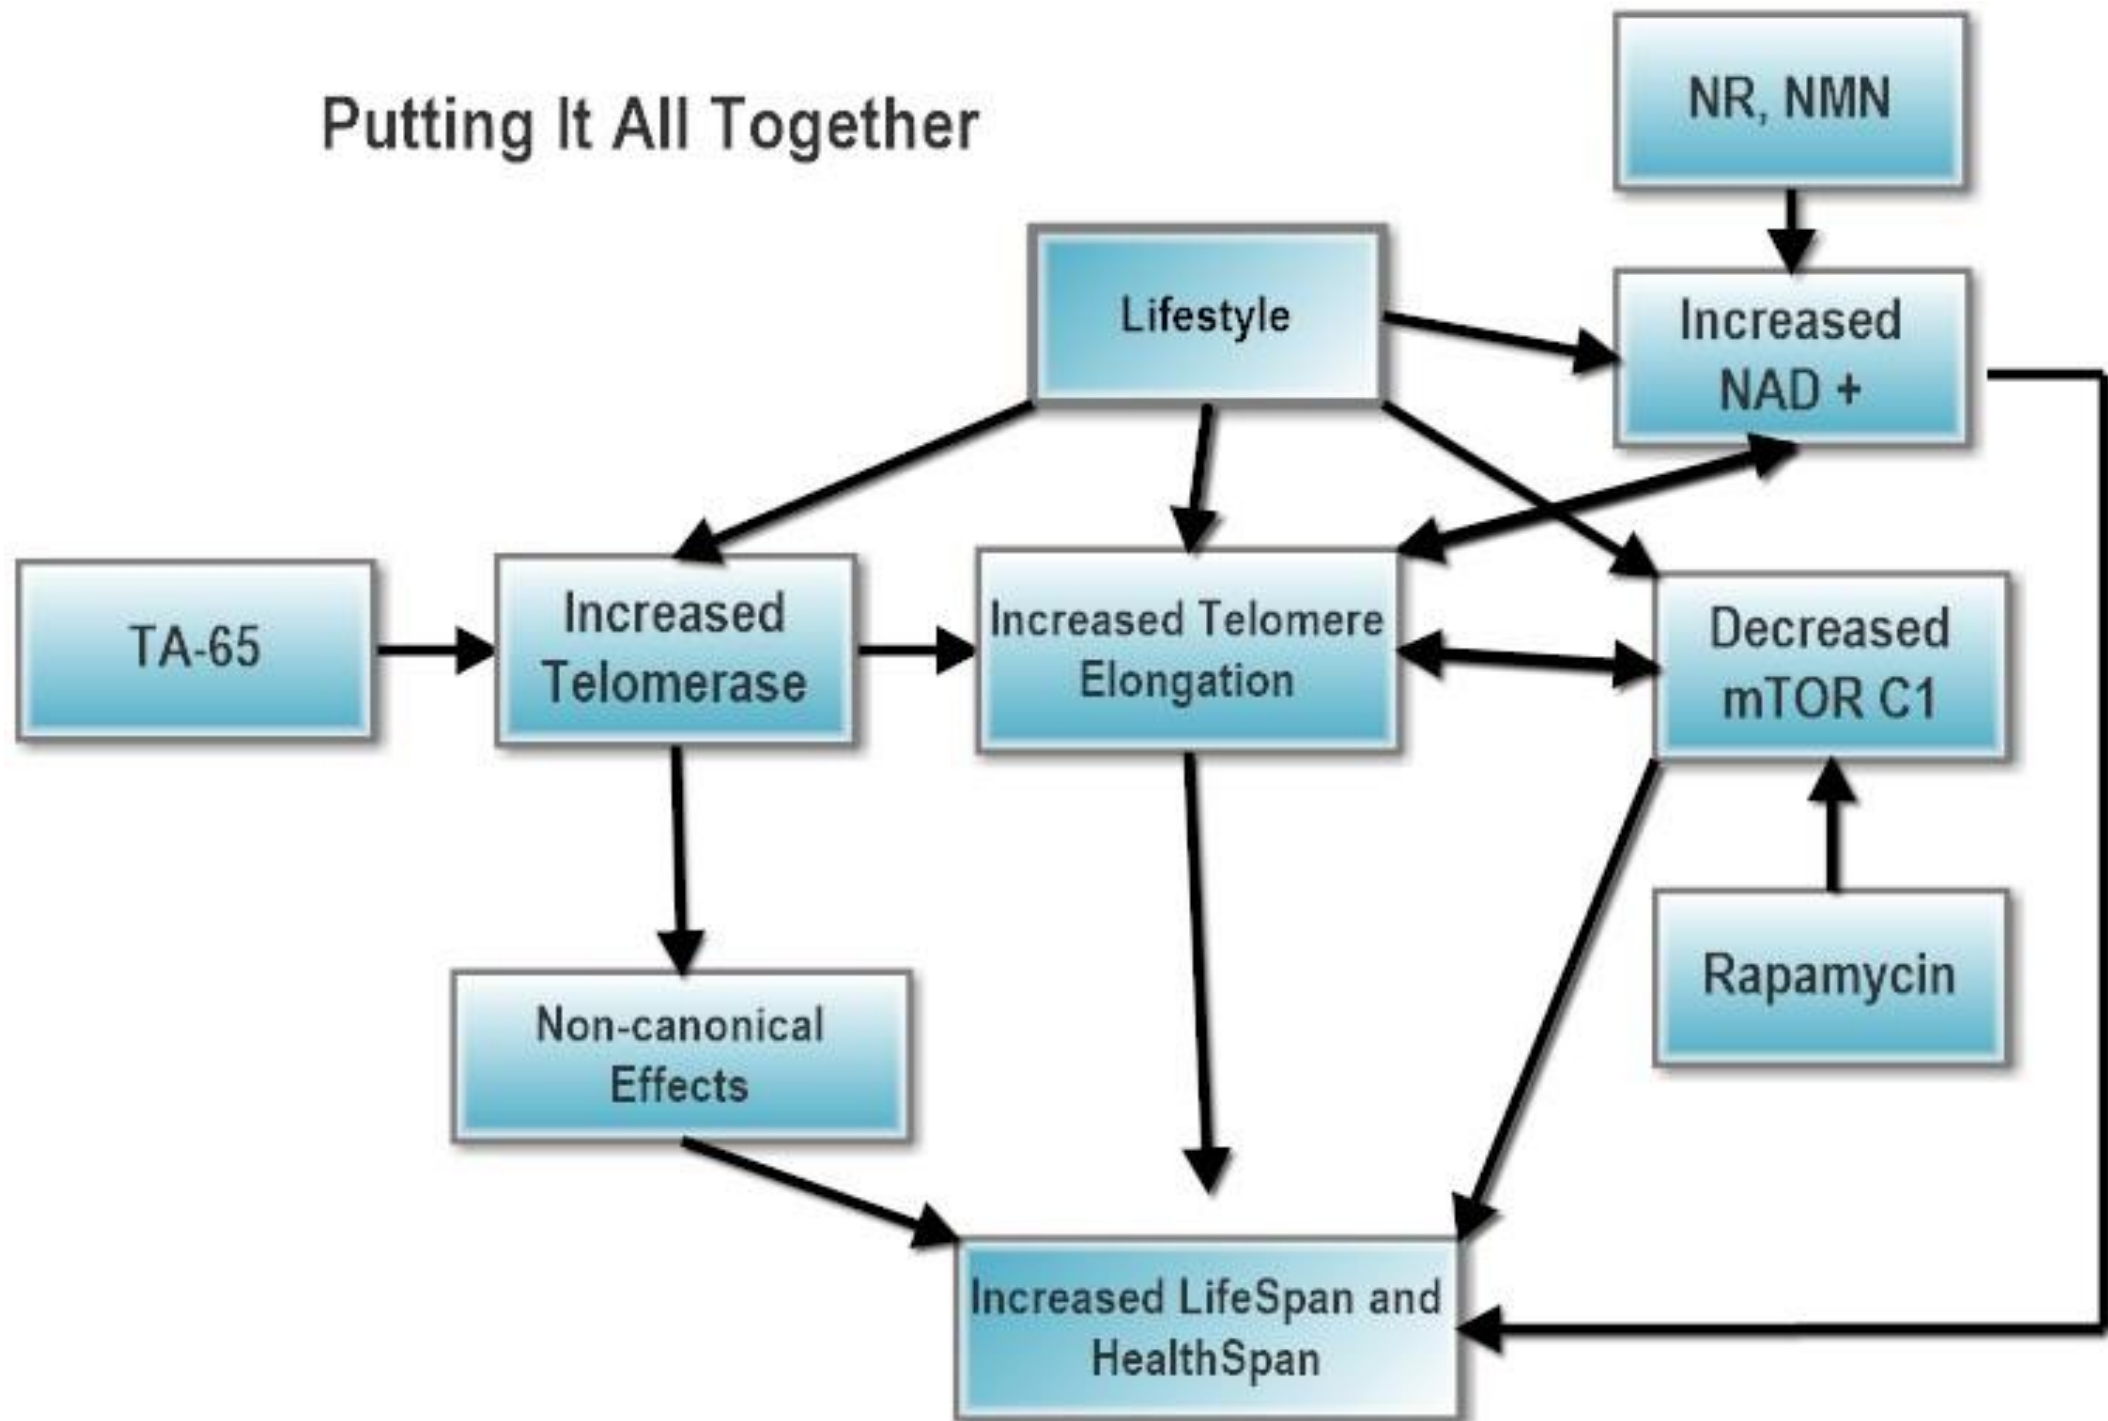 Putting It All Together
NR, NMN
Lifestyle
Increased
NAD +
TA-65
Increased
Telomerase
Increased Telomere
Elongation
Decreased
mTOR C1
Non-canonical
Effects
Rapamycin
Increased LifeSpan and
HealthSpan